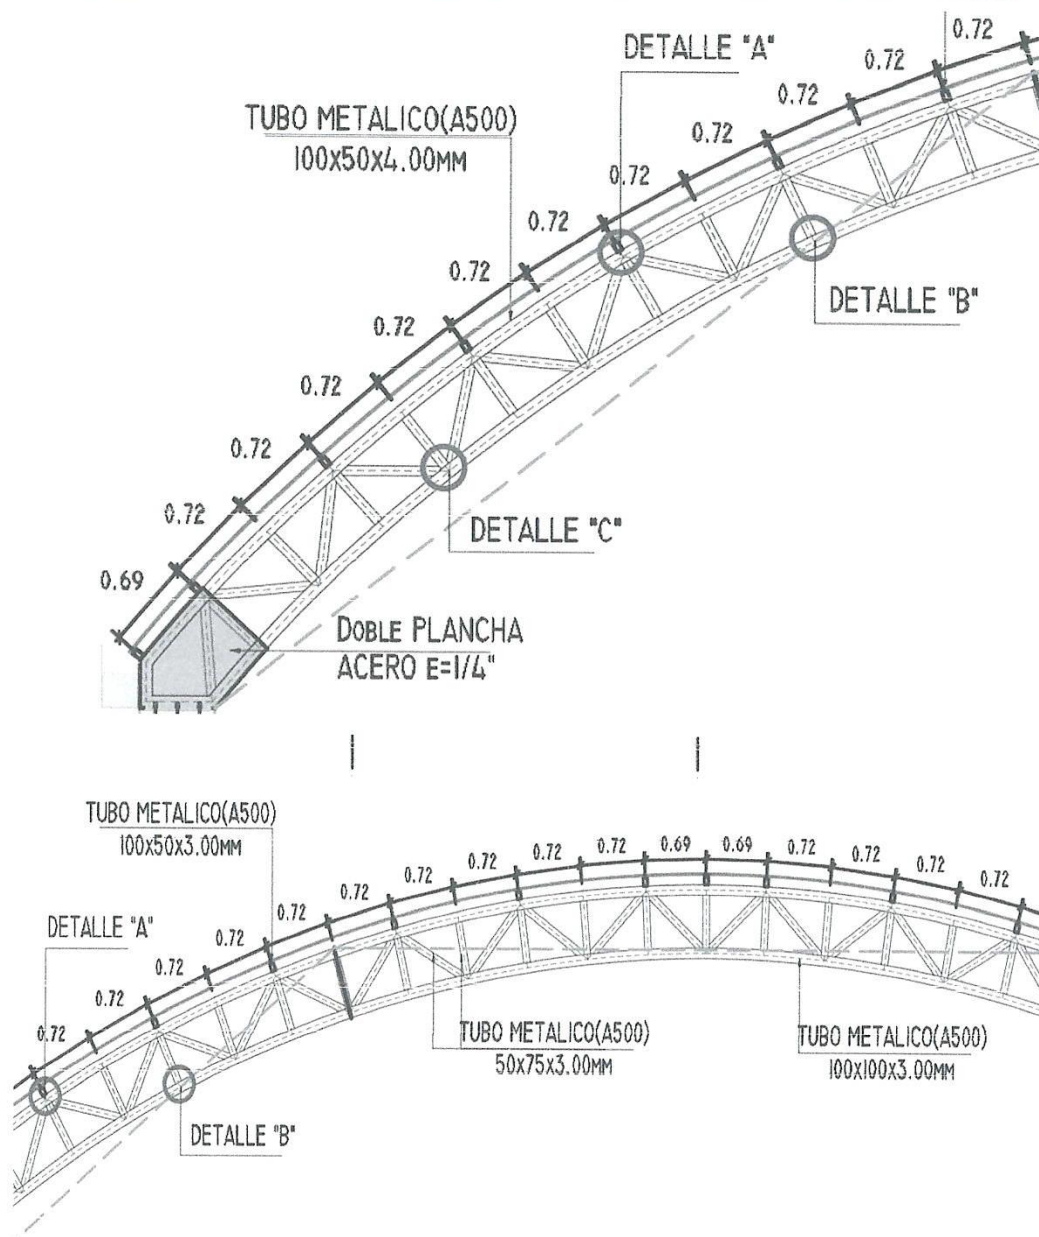 0.72
DETALLE "A"
0.72
0.72
TUBO METALICO(A500)
100x50x4.00MM
0.72
0.72
0.72
0.72
DETALLE "B"
0.72
0.72
0.72
DETALLE "C"
0.72
0.69
DOBLE PLANCHA
ACERO E=1/4"
TUBO METALICO(A500)
100x50x3.00MM
0.72
0.72
0.72
0.72
0.69
0.69
0.72
0.72
0.72
0.72
0.72
0.72
DETALLE "A"
0.72
0.72
0.72
0.72
TUBO METALICO(A500)
50x75x3.00MM
TUBO METALICO(A500)
100x100x3.00MM
DETALLE "B"